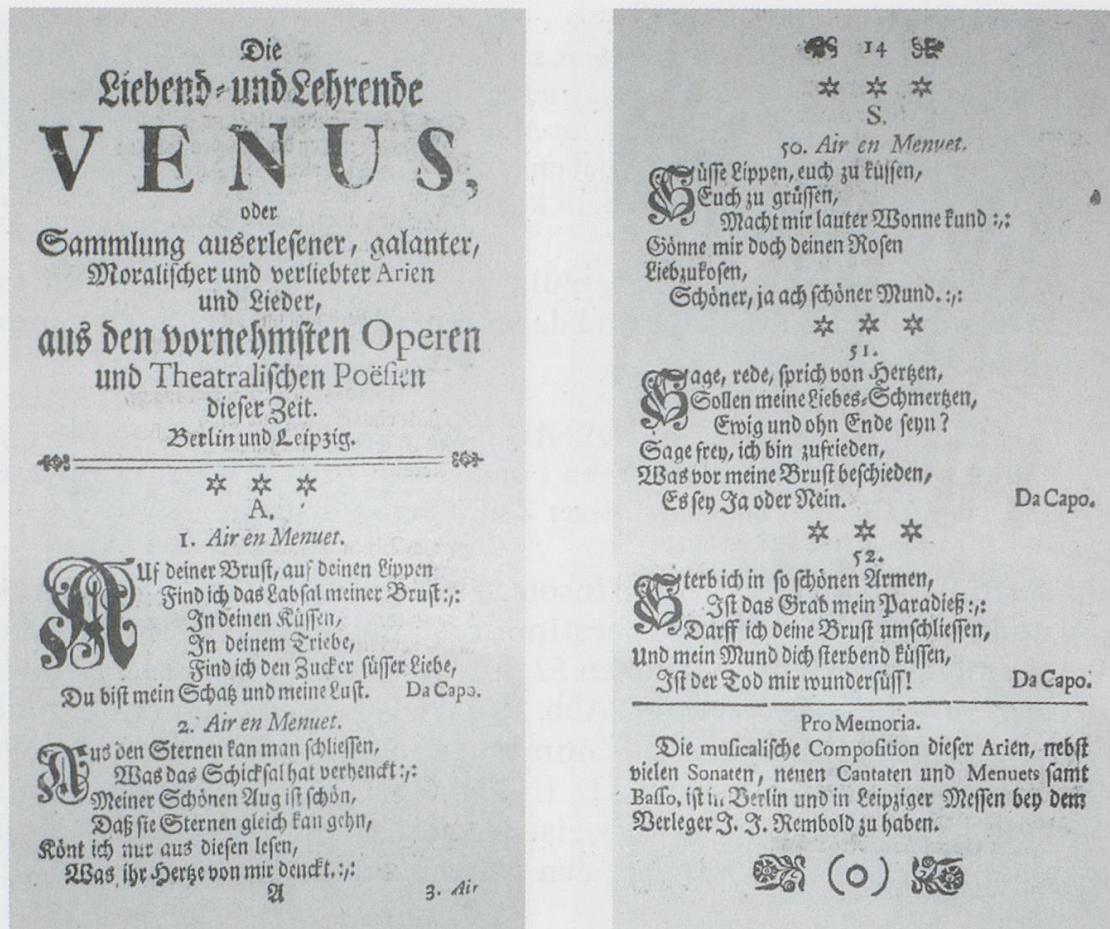 Die
Liebend- und Lehrende
VENUS,
oder
Sammlung auserlesener, galanter,
Moralischer und verliebter Arien
und Lieder,
aus den vornehmsten Operen
und Theatralischen Poësien
dieser Zeit.
Berlin und Leipzig.
A.
1. Air en Menuet.
AUf deiner Brust, auf deinen Lippen
Find ich das Labsal meiner Brust:,:
In deinen Küssen,
In deinem Triebe,
Find ich den Zucker süsser Liebe,
Du bist mein Schatz und meine Lust. Da Capo.
2. Air en Menuet.
Aus den Sternen kan man schliessen,
Was das Schicksal hat verhenckt:,:
Meiner Schönen Aug ist schön,
Daß sie Sternen gleich kan gehn,
Könt ich nur aus diesen lesen,
Was ihr Hertze von mir denckt.:,:
A 3. Air
14
S.
50. Air en Menuet.
Süsse Lippen, euch zu küssen,
Euch zu grüssen,
Macht mir lauter Wonne kund :,:
Gönne mir doch deinen Rosen
Liebzukosen,
Schöner, ja ach schöner Mund. :,:
51.
Sage, rede, sprich von Hertzen,
Sollen meine Liebes-Schmertzen,
Ewig und ohn Ende seyn?
Sage frey, ich bin zufrieden,
Was vor meine Brust beschieden,
Es sey Ja oder Nein. Da Capo.
52.
Sterb ich in so schönen Armen,
Ist das Grab mein Paradieß :,:
Darff ich deine Brust umschliessen,
Und mein Mund dich sterbend küssen,
Ist der Tod mir wundersüss! Da Capo.
Pro Memoria.
Die musicalische Composition dieser Arien, nebst
vielen Sonaten, neuen Cantaten und Menuets samt
Basso, ist in Berlin und in Leipziger Messen bey dem
Verleger J. J. Rembold zu haben.
(o)